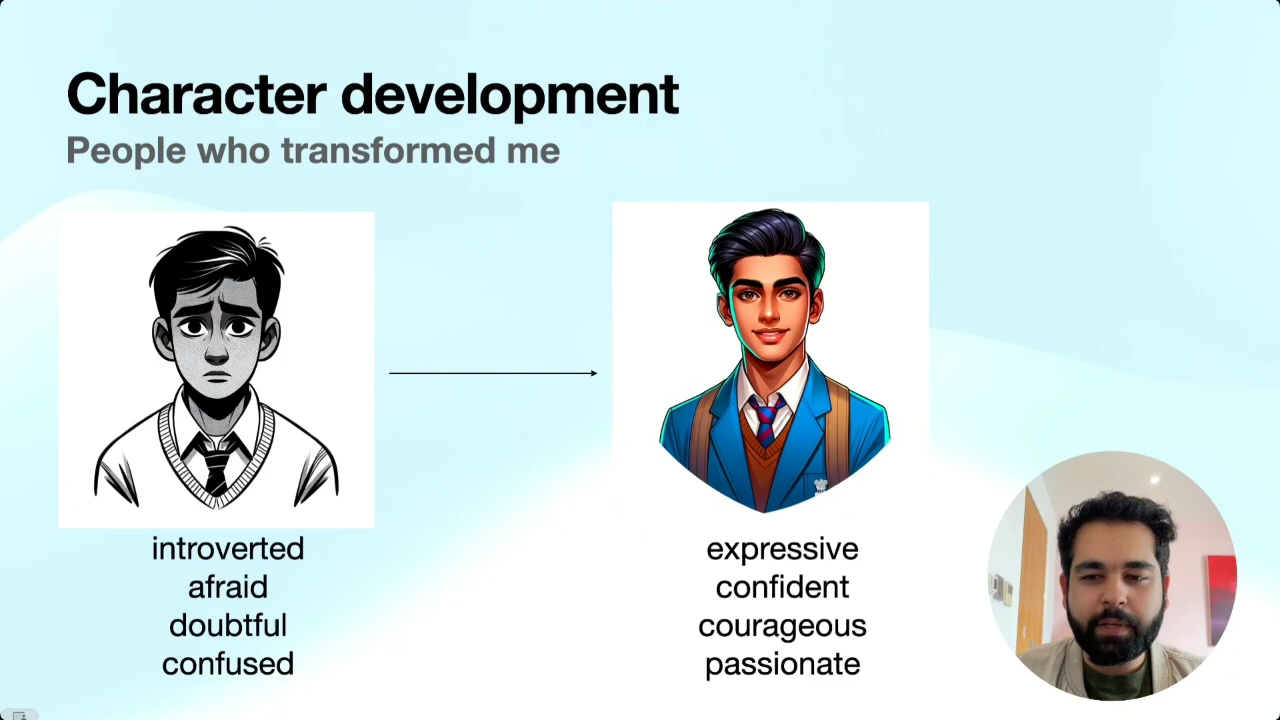 Character development
People who transformed me
introverted
afraid
doubtful
confused
expressive
confident
courageous
passionate